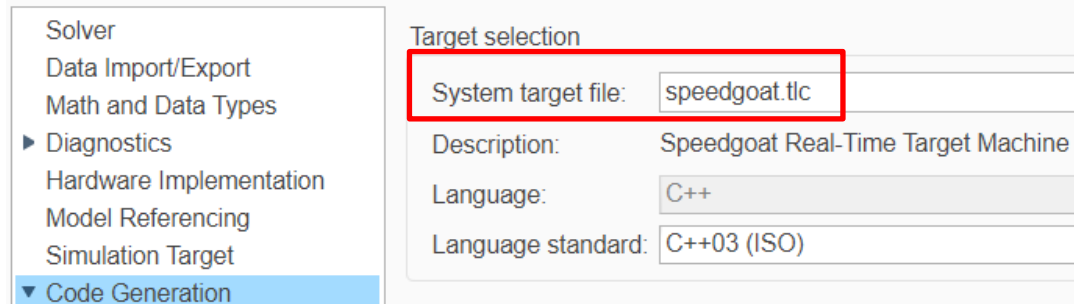 Solver
Data Import/Export
Math and Data Types
Diagnostics
Hardware Implementation
Model Referencing
Simulation Target
Code Generation
Target selection
System target file: speedgoat.tlc
Description: Speedgoat Real-Time Target Machine
Language: C++
Language standard: C++03 (ISO)